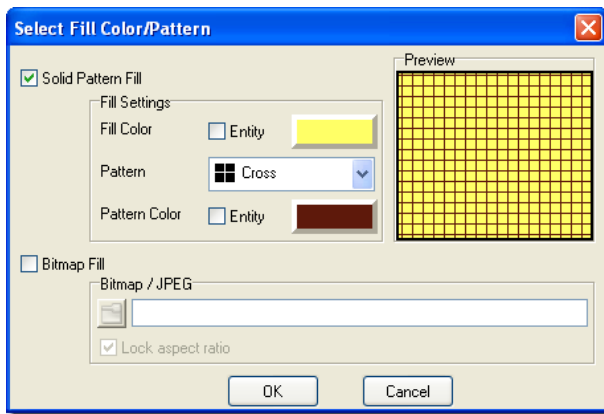 Select Fill Color/Pattern
Preview
Solid Pattern Fill
Fill Settings
Fill Color
Entity
Pattern
Cross
Pattern Color
Entity
Bitmap Fill
Bitmap / JPEG
Lock aspect ratio
OK
Cancel